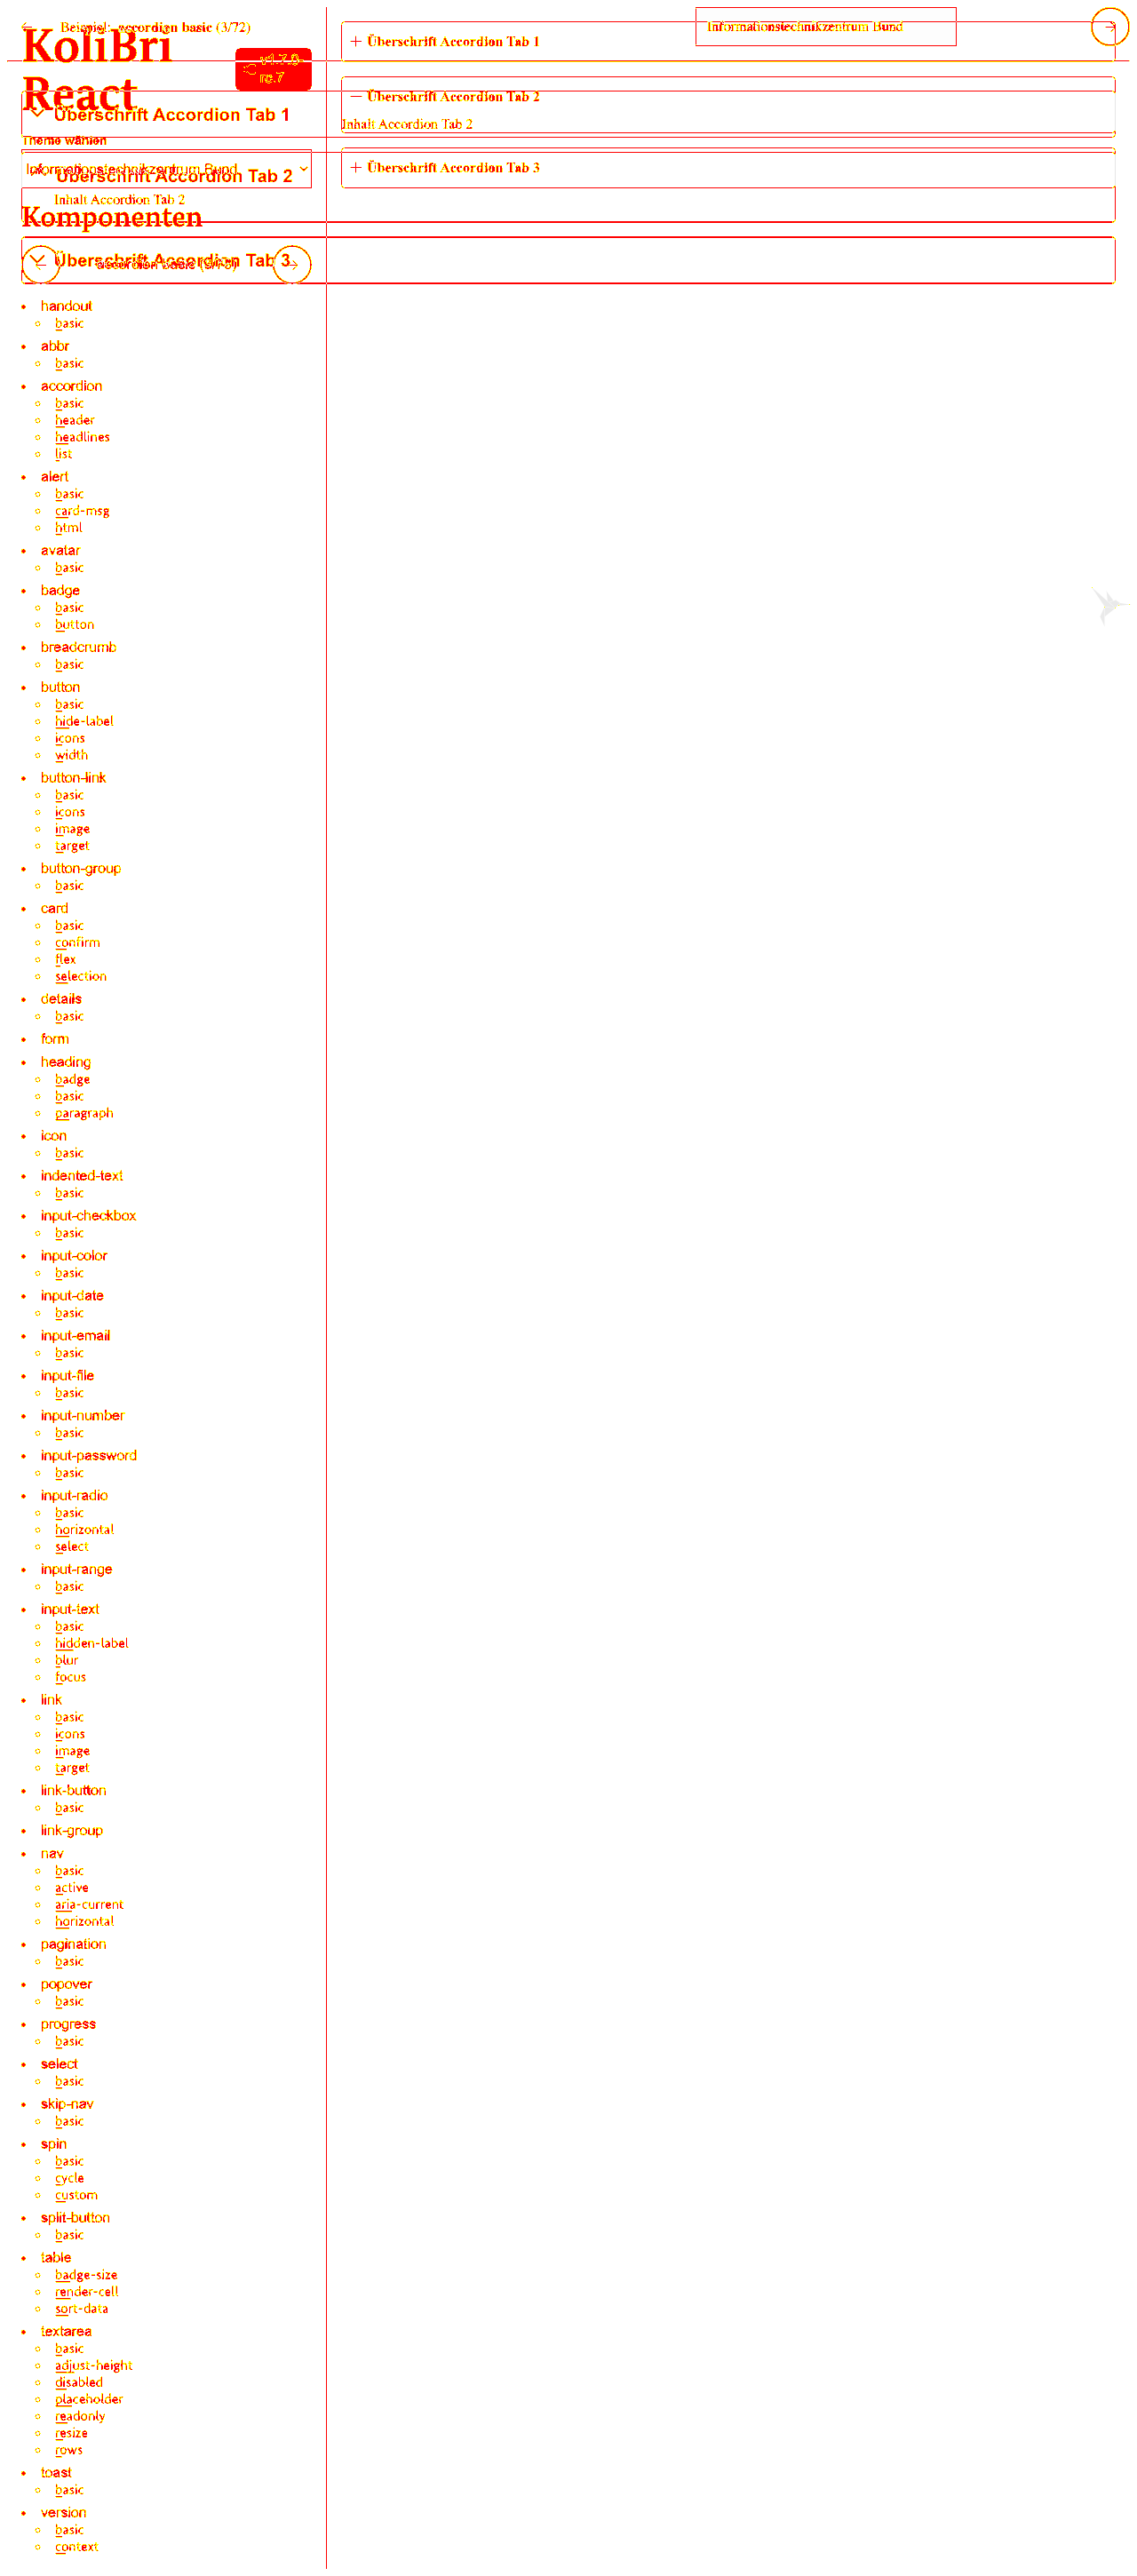 Beispiel: accordion basic (3/72)
Informationstechnikzentrum Bund
KoliBri
React
v1.7.0-
rc.7
Überschrift Accordion Tab 1
Überschrift Accordion Tab 2
Inhalt Accordion Tab 2
Überschrift Accordion Tab 3
Überschrift Accordion Tab 1
Theme wählen
Informationstechnikzentrum Bund
Überschrift Accordion Tab 2
Inhalt Accordion Tab 2
Komponenten
Überschrift Accordion Tab 3
handout
basic
abbr
basic
accordion
basic
header
headlines
list
alert
basic
card-msg
html
avatar
basic
badge
basic
button
breadcrumb
basic
button
basic
hide-label
icons
width
button-link
basic
icons
image
target
button-group
basic
card
basic
confirm
flex
selection
details
basic
form
heading
badge
basic
paragraph
icon
basic
indented-text
basic
input-checkbox
basic
input-color
basic
input-date
basic
input-email
basic
input-file
basic
input-number
basic
input-password
basic
input-radio
basic
horizontal
select
input-range
basic
input-text
basic
hidden-label
blur
focus
link
basic
icons
image
target
link-button
basic
link-group
nav
basic
active
aria-current
horizontal
pagination
basic
popover
basic
progress
basic
select
basic
skip-nav
basic
spin
basic
cycle
custom
split-button
basic
table
badge-size
render-cell
sort-data
textarea
basic
adjust-height
disabled
placeholder
readonly
resize
rows
toast
basic
version
basic
context